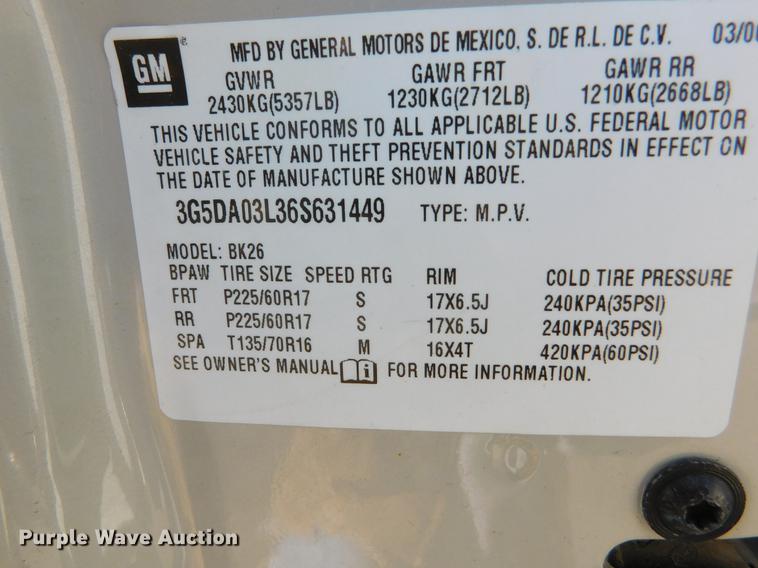 GM
MFD BY GENERAL MOTORS DE MEXICO, S. DE R.L. DE C.V. 03/0
GVWR GAWR FRT GAWR RR
2430KG(5357LB) 1230KG(2712LB) 1210KG(2668LB)
THIS VEHICLE CONFORMS TO ALL APPLICABLE U.S. FEDERAL MOTOR
VEHICLE SAFETY AND THEFT PREVENTION STANDARDS IN EFFECT ON
THE DATE OF MANUFACTURE SHOWN ABOVE.
3G5DA03L36S631449 TYPE: M.P.V.
MODEL: BK26
BPAW TIRE SIZE SPEED RTG RIM COLD TIRE PRESSURE
FRT P225/60R17 S 17X6.5J 240KPA(35PSI)
RR P225/60R17 S 17X6.5J 240KPA(35PSI)
SPA T135/70R16 M 16X4T 420KPA(60PSI)
SEE OWNER'S MANUAL i FOR MORE INFORMATION.
Purple Wave Auction